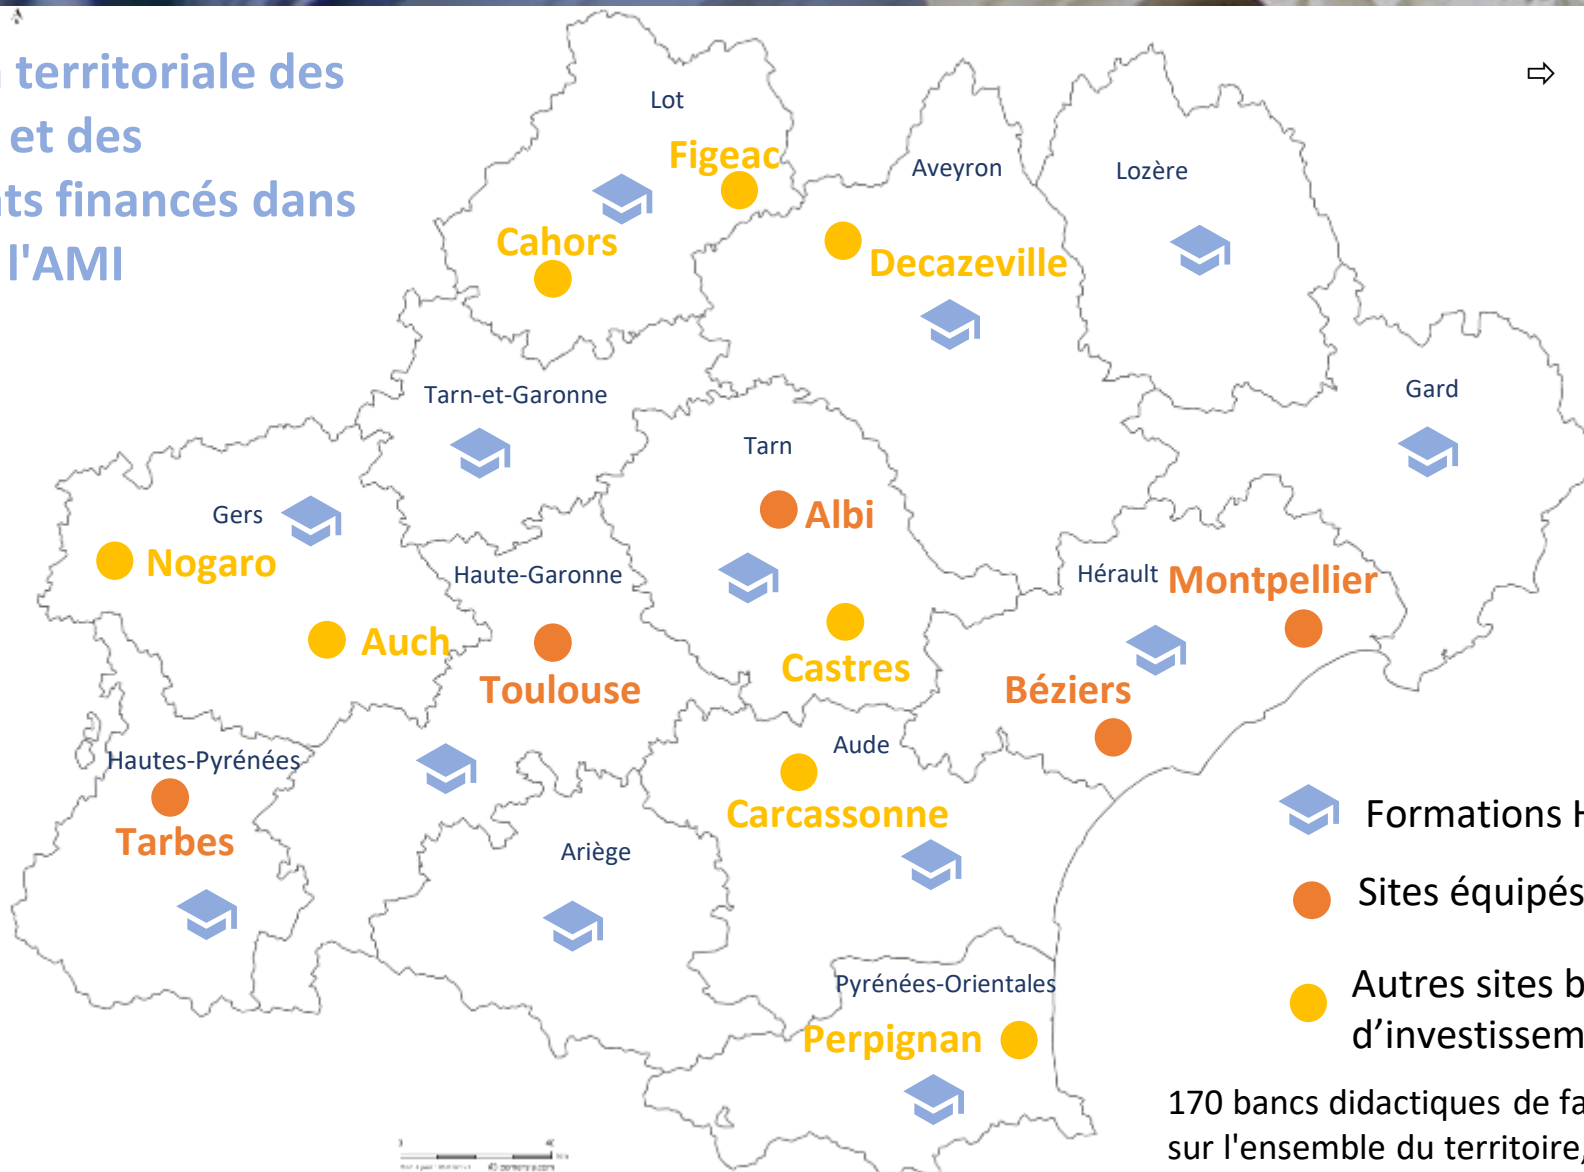 territoriale des
et des
ts financés dans
l'AMI
⇨
Lot
Figeac
Cahors
Aveyron
Decazeville
Lozère
Gard
Tarn-et-Garonne
Tarn
Albi
Castres
Gers
Nogaro
Auch
Haute-Garonne
Toulouse
Hérault
Montpellier
Béziers
Hautes-Pyrénées
Tarbes
Aude
Carcassonne
Ariège
Pyrénées-Orientales
Perpignan
Formations H
Sites équipés
Autres sites b
d’investissem
170 bancs didactiques de fa
sur l'ensemble du territoire,